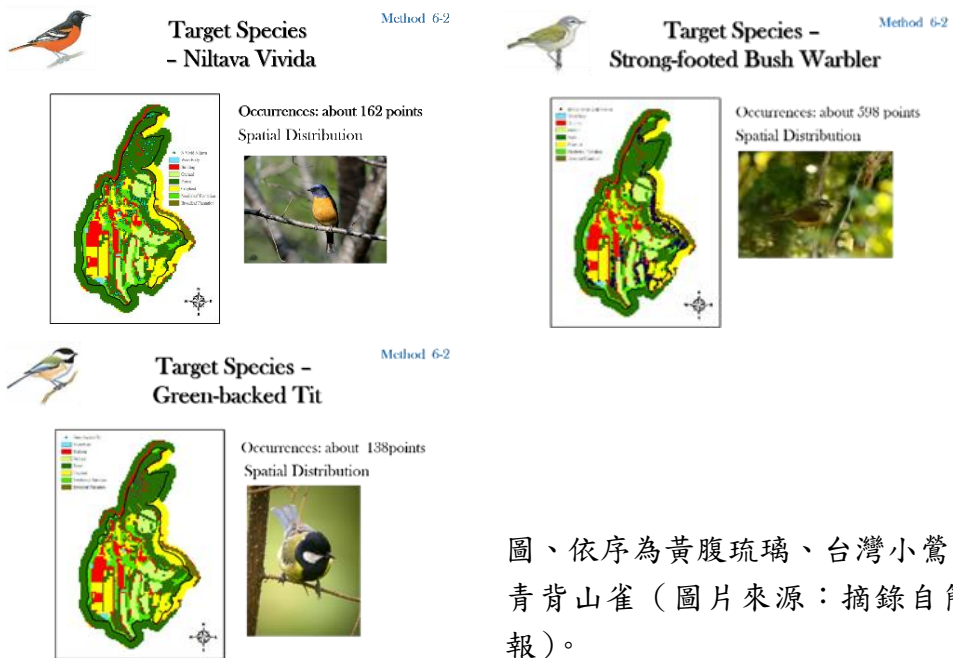 Method 6-2
Target Species
– Niltava Vivida
Occurrences: about 162 points
Spatial Distribution
Method 6-2
Target Species –
Strong-footed Bush Warbler
Occurrences: about 598 points
Spatial Distribution
Method 6-2
Target Species –
Green-backed Tit
Occurrences: about 138points
Spatial Distribution
圖、依序為黃腹琉璃、台灣小鶯
青背山雀（圖片來源：摘錄自簡
報）。